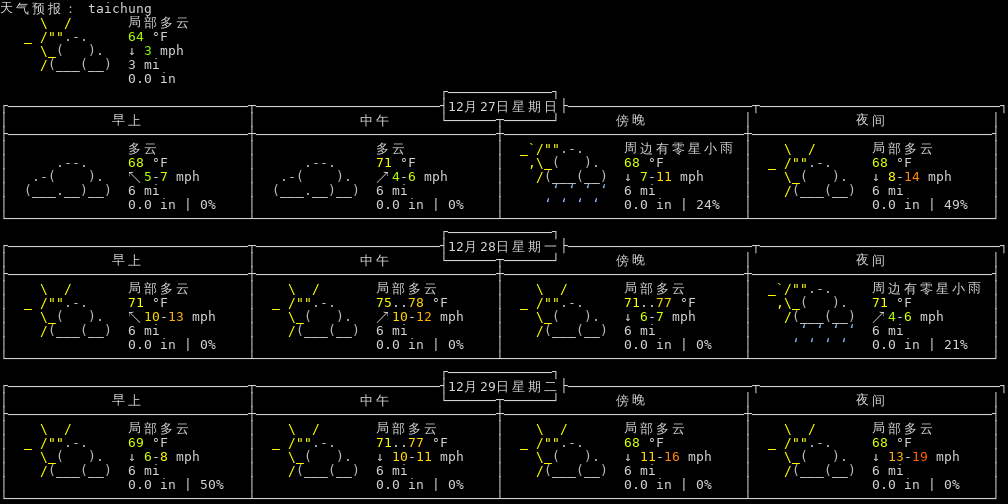 天气预报： taichung
局部多云
64 °F
↓ 3 mph
3 mi
0.0 in
12月27日星期日
早上 中午 傍晚 夜间
多云 多云 周边有零星小雨 局部多云
68 °F 71 °F 68 °F 68 °F
↖ 5-7 mph ↗ 4-6 mph ↓ 7-11 mph ↓ 8-14 mph
6 mi 6 mi 6 mi 6 mi
0.0 in | 0% 0.0 in | 0% 0.0 in | 24% 0.0 in | 49%
12月28日星期一
早上 中午 傍晚 夜间
局部多云 局部多云 局部多云 周边有零星小雨
71 °F 75..78 °F 71..77 °F 71 °F
↖ 10-13 mph ↗ 10-12 mph ↓ 6-7 mph ↗ 4-6 mph
6 mi 6 mi 6 mi 6 mi
0.0 in | 0% 0.0 in | 0% 0.0 in | 0% 0.0 in | 21%
12月29日星期二
早上 中午 傍晚 夜间
局部多云 局部多云 局部多云 局部多云
69 °F 71..77 °F 68 °F 68 °F
↓ 6-8 mph ↓ 10-11 mph ↓ 11-16 mph ↓ 13-19 mph
6 mi 6 mi 6 mi 6 mi
0.0 in | 50% 0.0 in | 0% 0.0 in | 0% 0.0 in | 0%